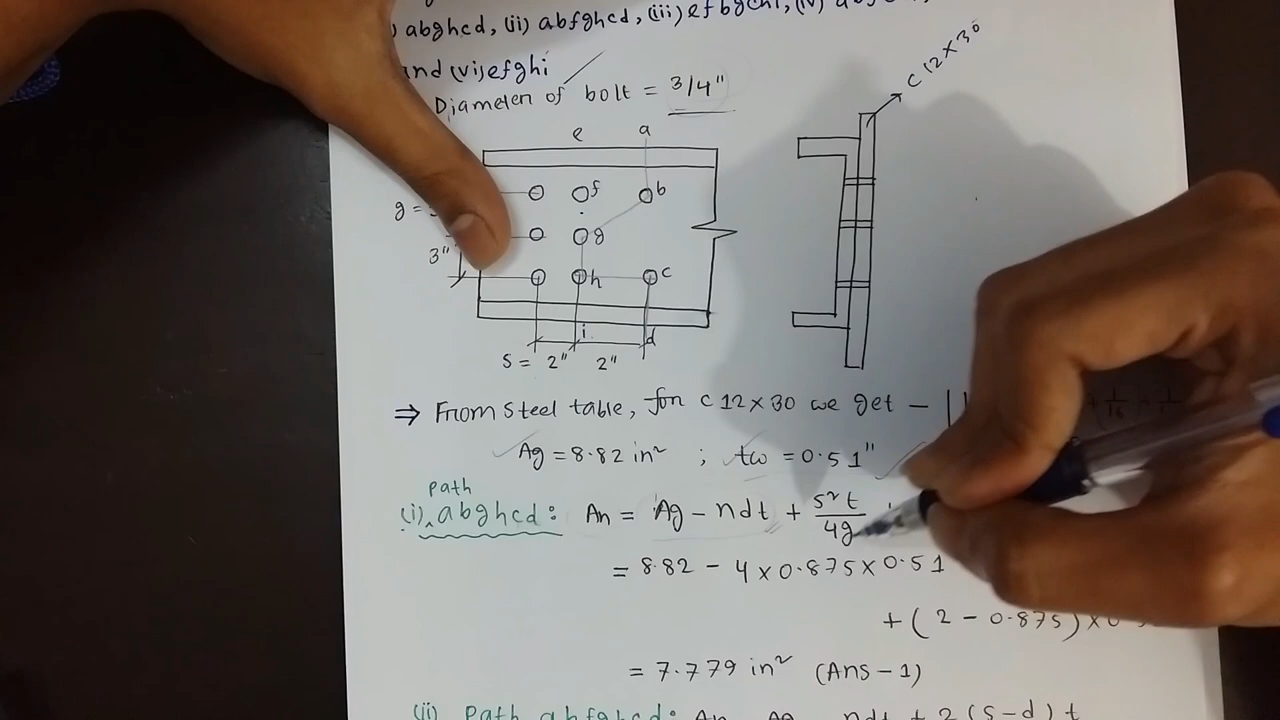 abghcd, (ii) abfghcd, (iii) efbgchi, (iv)
and (vi) efghi
Diameter of bolt = 3/4"
C 12×30
e a
f b
g =
g
3"
h c
i d
S = 2" 2"
⇒ From steel table, for C 12×30 we get –
Ag = 8.82 in² ; tw = 0.51"
path
(i) abghcd: An = Ag - ndt + s²t/4g
= 8.82 - 4 × 0.875 × 0.51
+ (2 - 0.875) ×
= 7.779 in² (Ans-1)
(ii) Path abfghcd: An ndt + 2 (s-d) t